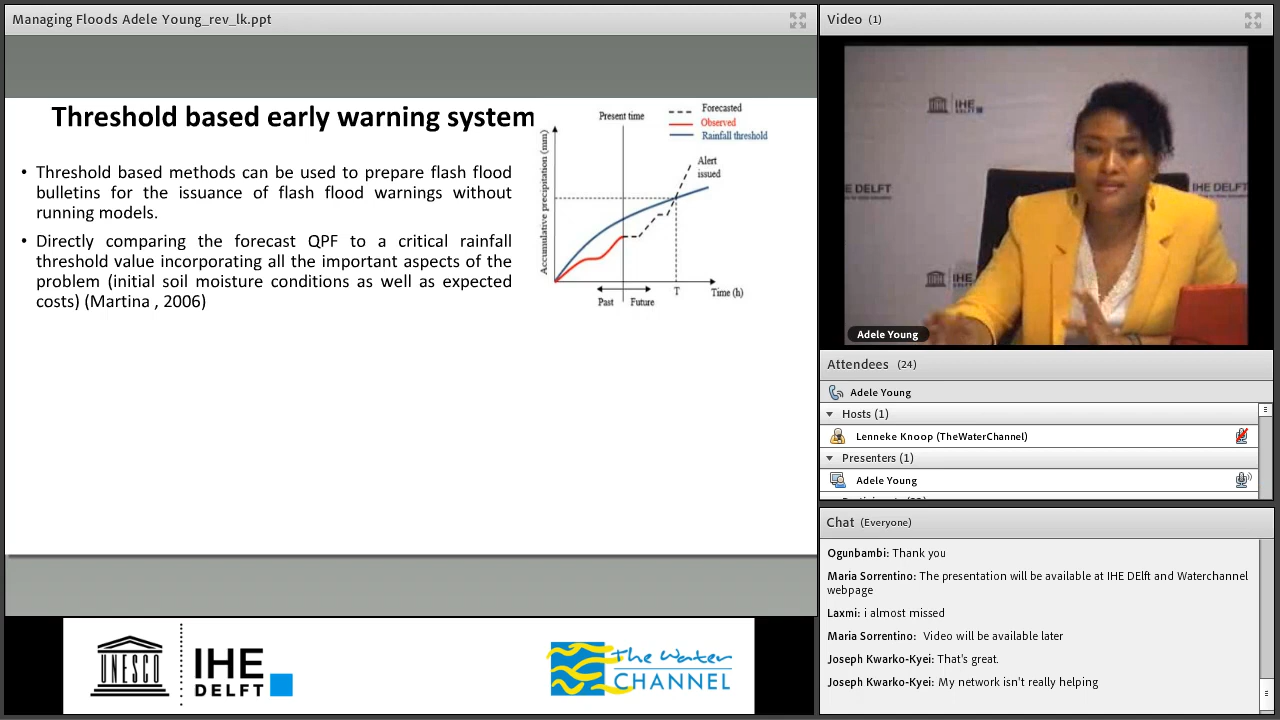 Managing Floods Adele Young_rev_lk.ppt
Threshold based early warning system
• Threshold based methods can be used to prepare flash flood
bulletins for the issuance of flash flood warnings without
running models.
• Directly comparing the forecast QPF to a critical rainfall
threshold value incorporating all the important aspects of the
problem (initial soil moisture conditions as well as expected
costs) (Martina , 2006)
Present time
Forecasted
Observed
Rainfall threshold
Alert
issued
Accumulative precipitation (mm)
T
Time (h)
Past
Future
UNESCO
IHE
DELFT
The Water
CHANNEL
Video (1)
IHE
DELFT
IHE DELFT
IHE DELFT
IHE
DELFT
Adele Young
Attendees (24)
Adele Young
Hosts (1)
Lenneke Knoop (TheWaterChannel)
Presenters (1)
Adele Young
Chat (Everyone)
Ogunbambi: Thank you
Maria Sorrentino: The presentation will be available at IHE DElft and Waterchannel
webpage
Laxmi: i almost missed
Maria Sorrentino: Video will be available later
Joseph Kwarko-Kyei: That's great.
Joseph Kwarko-Kyei: My network isn't really helping